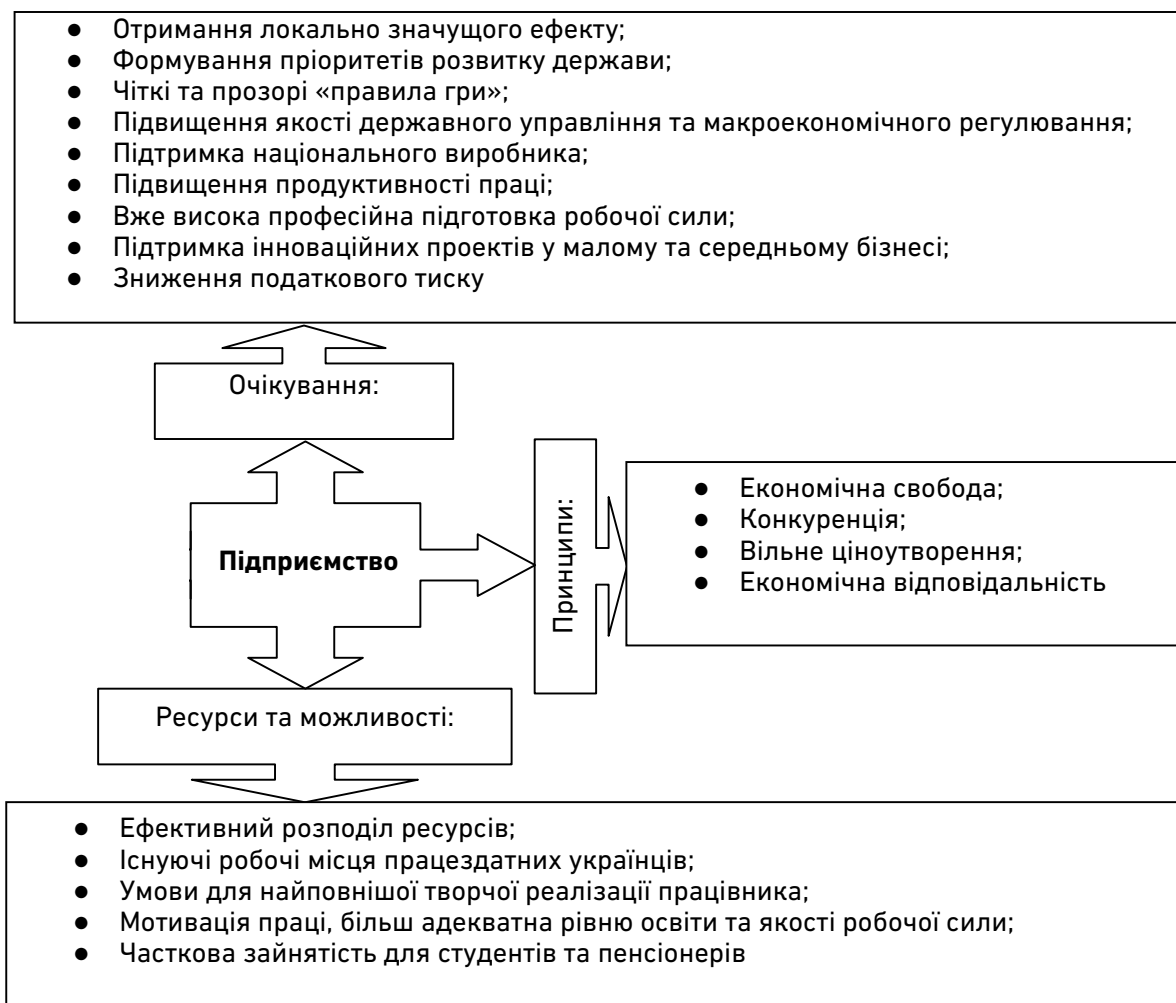 ● Отримання локально значущого ефекту;
● Формування пріоритетів розвитку держави;
● Чіткі та прозорі «правила гри»;
● Підвищення якості державного управління та макроекономічного регулювання;
● Підтримка національного виробника;
● Підвищення продуктивності праці;
● Вже висока професійна підготовка робочої сили;
● Підтримка інноваційних проектів у малому та середньому бізнесі;
● Зниження податкового тиску
Очікування:
Підприємство
Принципи:
● Економічна свобода;
● Конкуренція;
● Вільне ціноутворення;
● Економічна відповідальність
Ресурси та можливості:
● Ефективний розподіл ресурсів;
● Існуючі робочі місця працездатних українців;
● Умови для найповнішої творчої реалізації працівника;
● Мотивація праці, більш адекватна рівню освіти та якості робочої сили;
● Часткова зайнятість для студентів та пенсіонерів